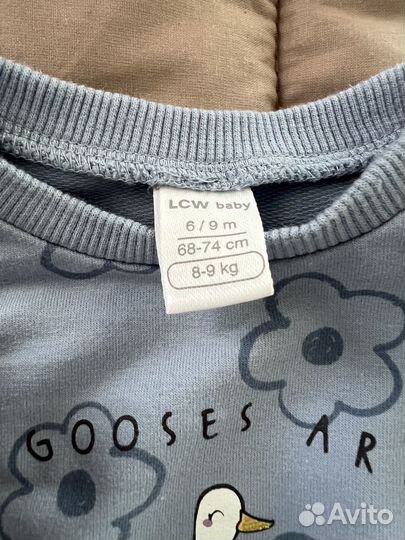 LCW baby
6 / 9 m
68-74 cm
8-9 kg
GOOSES AR
Avito